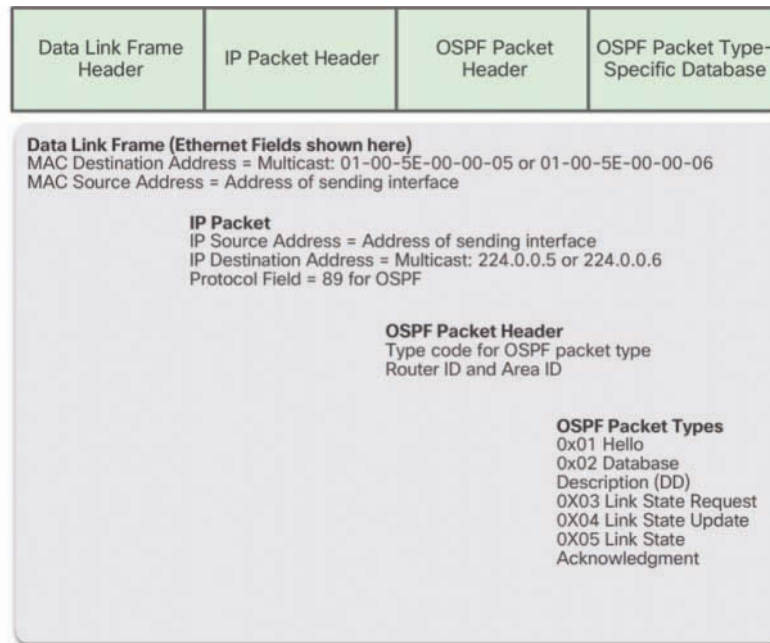 Data Link Frame
Header
IP Packet Header
OSPF Packet
Header
OSPF Packet Type-
Specific Database
Data Link Frame (Ethernet Fields shown here)
MAC Destination Address = Multicast: 01-00-5E-00-00-05 or 01-00-5E-00-00-06
MAC Source Address = Address of sending interface
IP Packet
IP Source Address = Address of sending interface
IP Destination Address = Multicast: 224.0.0.5 or 224.0.0.6
Protocol Field = 89 for OSPF
OSPF Packet Header
Type code for OSPF packet type
Router ID and Area ID
OSPF Packet Types
0x01 Hello
0x02 Database
Description (DD)
0X03 Link State Request
0X04 Link State Update
0X05 Link State
Acknowledgment